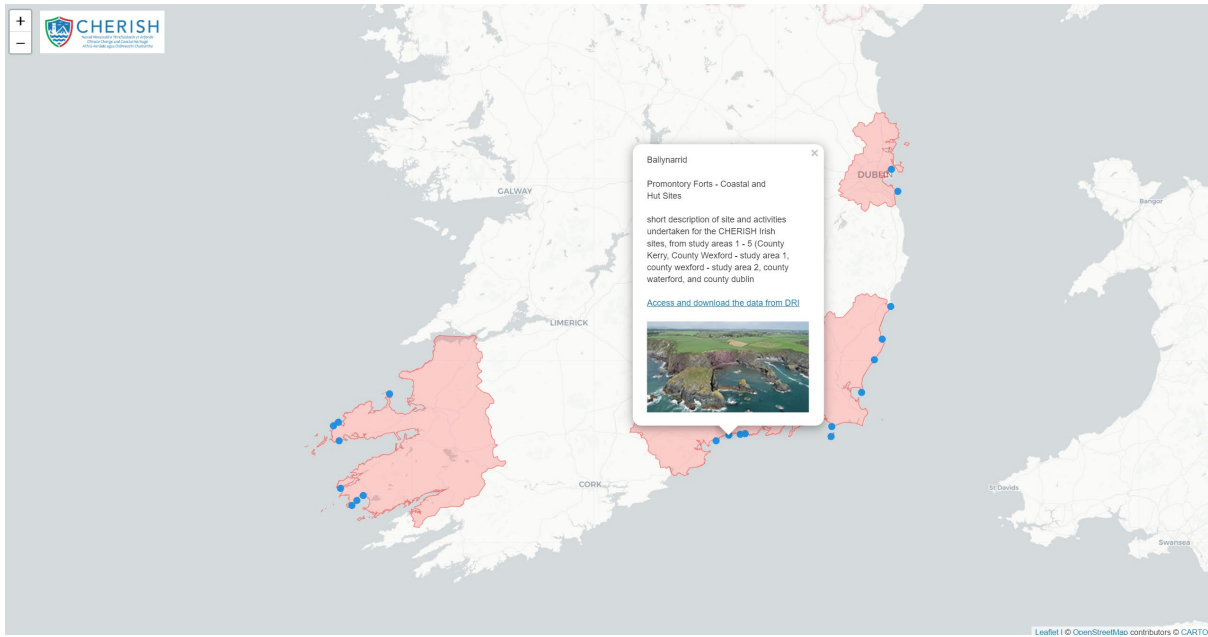 +
−
CHERISH
GALWAY
LIMERICK
CORK
DUBLIN
Bangor
St Davids
Swansea
×
Ballynarrid
Promontory Forts - Coastal and
Hut Sites
short description of site and activities
undertaken for the CHERISH Irish
sites, from study areas 1 - 5 (County
Kerry, County Wexford - study area 1,
county wexford - study area 2, county
waterford, and county dublin
Access and download the data from DRI
Leaflet | © OpenStreetMap contributors © CARTO